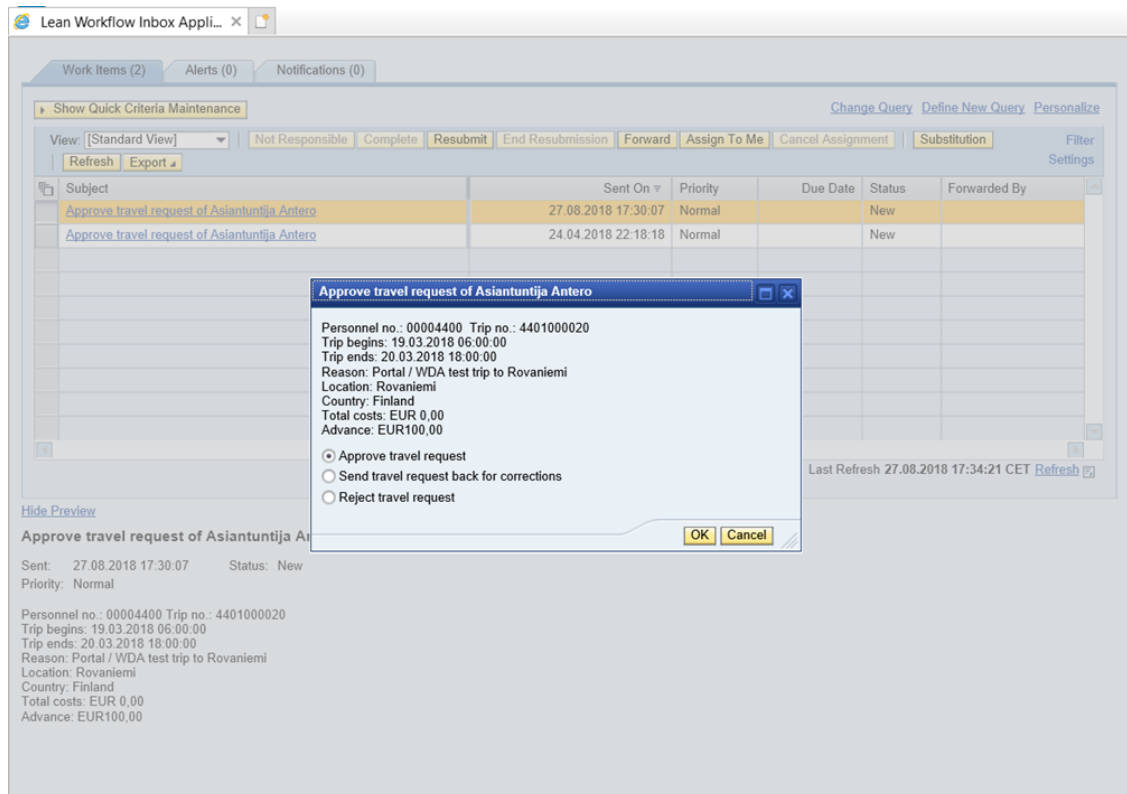 Lean Workflow Inbox Appli...
Work Items (2) Alerts (0) Notifications (0)
Show Quick Criteria Maintenance Change Query Define New Query Personalize
View: [Standard View] Not Responsible Complete Resubmit End Resubmission Forward Assign To Me Cancel Assignment Substitution Filter
Refresh Export Settings
Subject Sent On Priority Due Date Status Forwarded By
Approve travel request of Asiantuntija Antero 27.08.2018 17:30:07 Normal New
Approve travel request of Asiantuntija Antero 24.04.2018 22:18:18 Normal New
Approve travel request of Asiantuntija Antero
Personnel no.: 00004400 Trip no.: 4401000020
Trip begins: 19.03.2018 06:00:00
Trip ends: 20.03.2018 18:00:00
Reason: Portal / WDA test trip to Rovaniemi
Location: Rovaniemi
Country: Finland
Total costs: EUR 0,00
Advance: EUR100,00
Approve travel request
Send travel request back for corrections
Reject travel request
OK Cancel
Last Refresh 27.08.2018 17:34:21 CET Refresh
Hide Preview
Approve travel request of Asiantuntija A
Sent: 27.08.2018 17:30:07 Status: New
Priority: Normal
Personnel no.: 00004400 Trip no.: 4401000020
Trip begins: 19.03.2018 06:00:00
Trip ends: 20.03.2018 18:00:00
Reason: Portal / WDA test trip to Rovaniemi
Location: Rovaniemi
Country: Finland
Total costs: EUR 0,00
Advance: EUR100,00